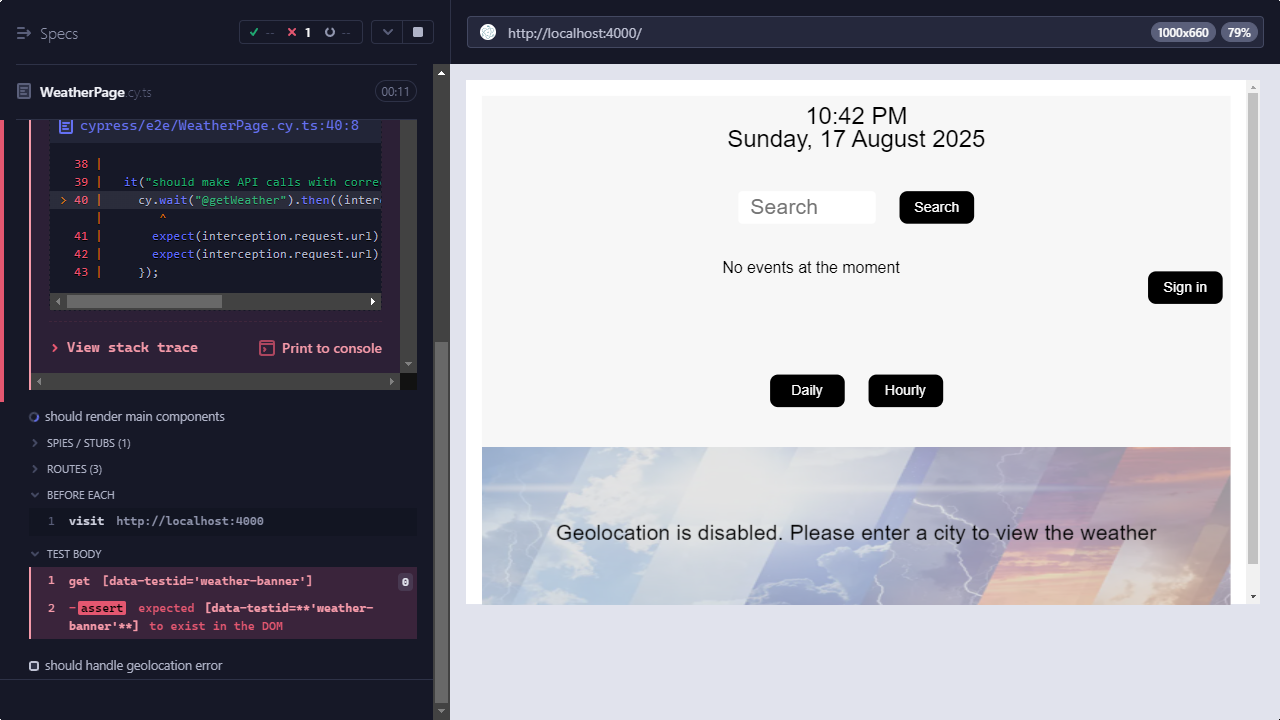 Specs
-- 1 --
WeatherPage.cy.ts 00:11
cypress/e2e/WeatherPage.cy.ts:40:8
38 |
39 | it("should make API calls with corre
> 40 | cy.wait("@getWeather").then((interc
| ^
41 | expect(interception.request.url)
42 | expect(interception.request.url)
43 | });
View stack trace
Print to console
should render main components
SPIES / STUBS (1)
ROUTES (3)
BEFORE EACH
1 visit http://localhost:4000
TEST BODY
1 get [data-testid='weather-banner'] 0
2 -assert expected [data-testid=**'weather-
banner'**] to exist in the DOM
should handle geolocation error
http://localhost:4000/
1000x660 79%
10:42 PM
Sunday, 17 August 2025
Search Search
No events at the moment
Sign in
Daily Hourly
Geolocation is disabled. Please enter a city to view the weather